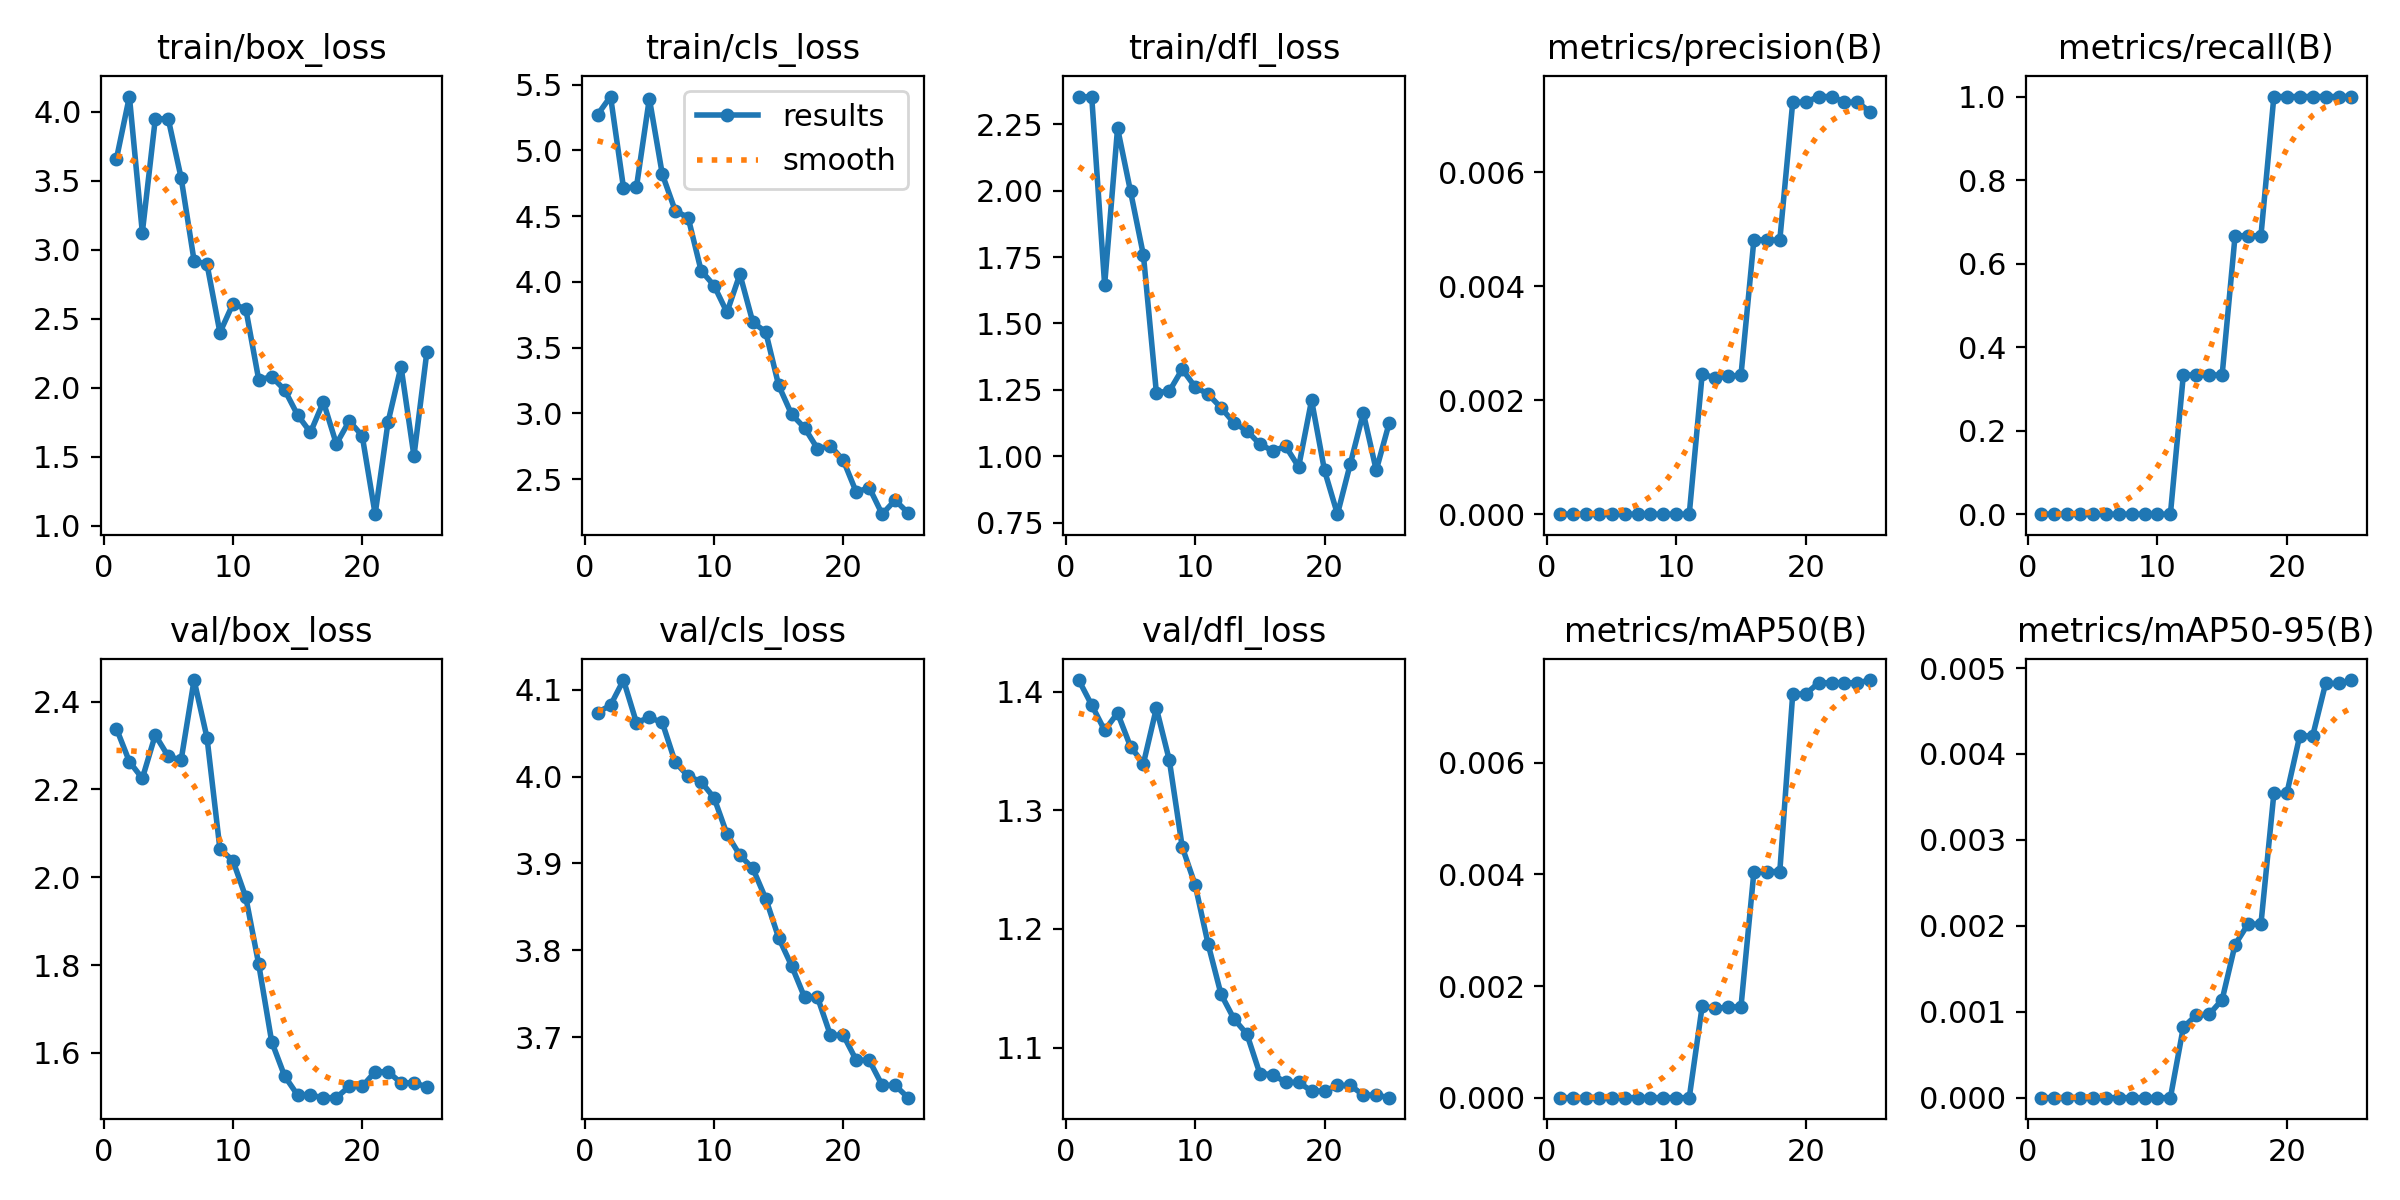 train/box_loss
train/cls_loss
train/dfl_loss
metrics/precision(B)
metrics/recall(B)
4.0
3.5
3.0
2.5
2.0
1.5
1.0
0 10 20
5.5
5.0
4.5
4.0
3.5
3.0
2.5
0 10 20
results
smooth
2.25
2.00
1.75
1.50
1.25
1.00
0.75
0 10 20
0.006
0.004
0.002
0.000
0 10 20
1.0
0.8
0.6
0.4
0.2
0.0
0 10 20
val/box_loss
val/cls_loss
val/dfl_loss
metrics/mAP50(B)
metrics/mAP50-95(B)
2.4
2.2
2.0
1.8
1.6
0 10 20
4.1
4.0
3.9
3.8
3.7
0 10 20
1.4
1.3
1.2
1.1
0 10 20
0.006
0.004
0.002
0.000
0 10 20
0.005
0.004
0.003
0.002
0.001
0.000
0 10 20